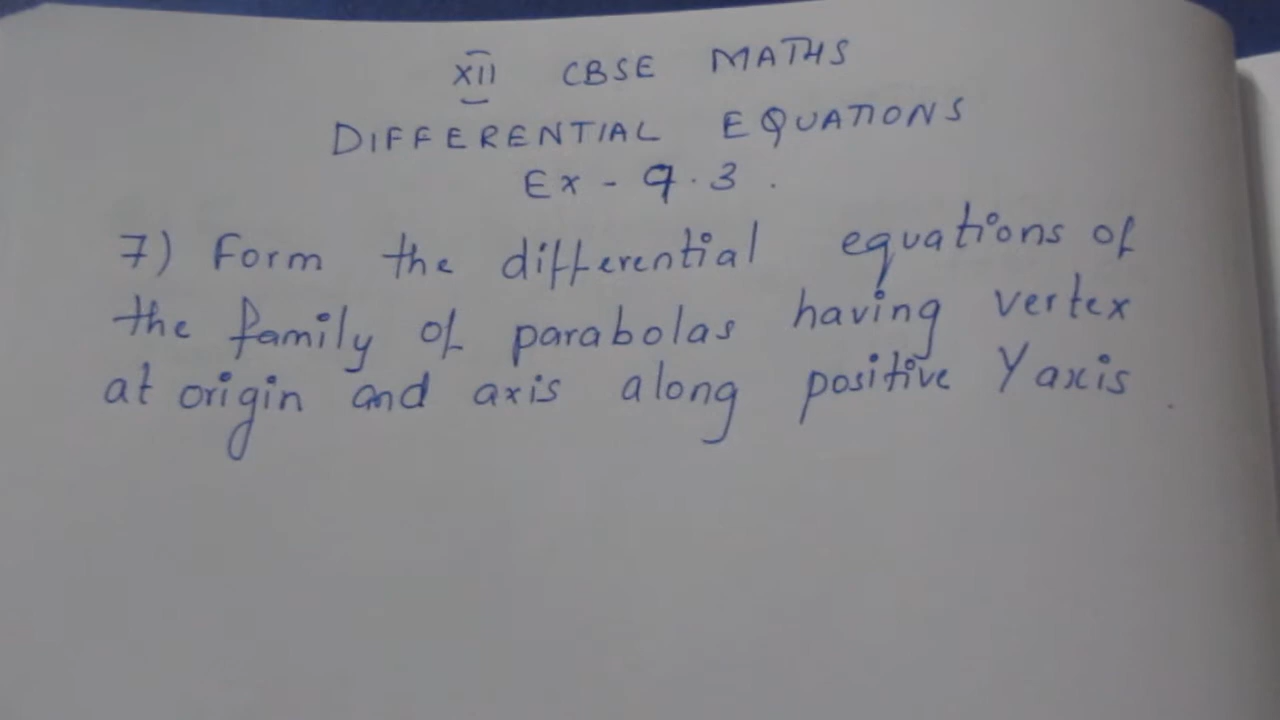 XII CBSE MATHS
DIFFERENTIAL EQUATIONS
Ex - 9.3.
7) Form the differential equations of
the family of parabolas having vertex
at origin and axis along positive Y axis.